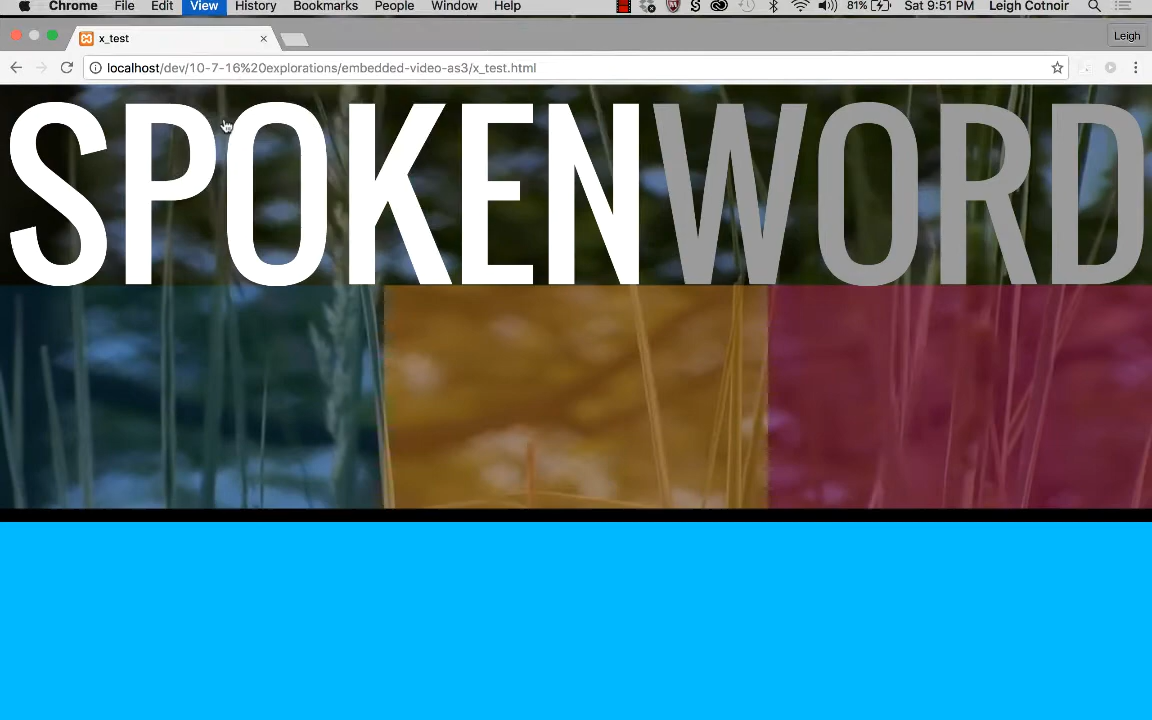 Chrome File Edit View History Bookmarks People Window Help 81% Sat 9:51 PM Leigh Cotnoir
x_test Leigh
localhost/dev/10-7-16%20explorations/embedded-video-as3/x_test.html
SPOKENWORD